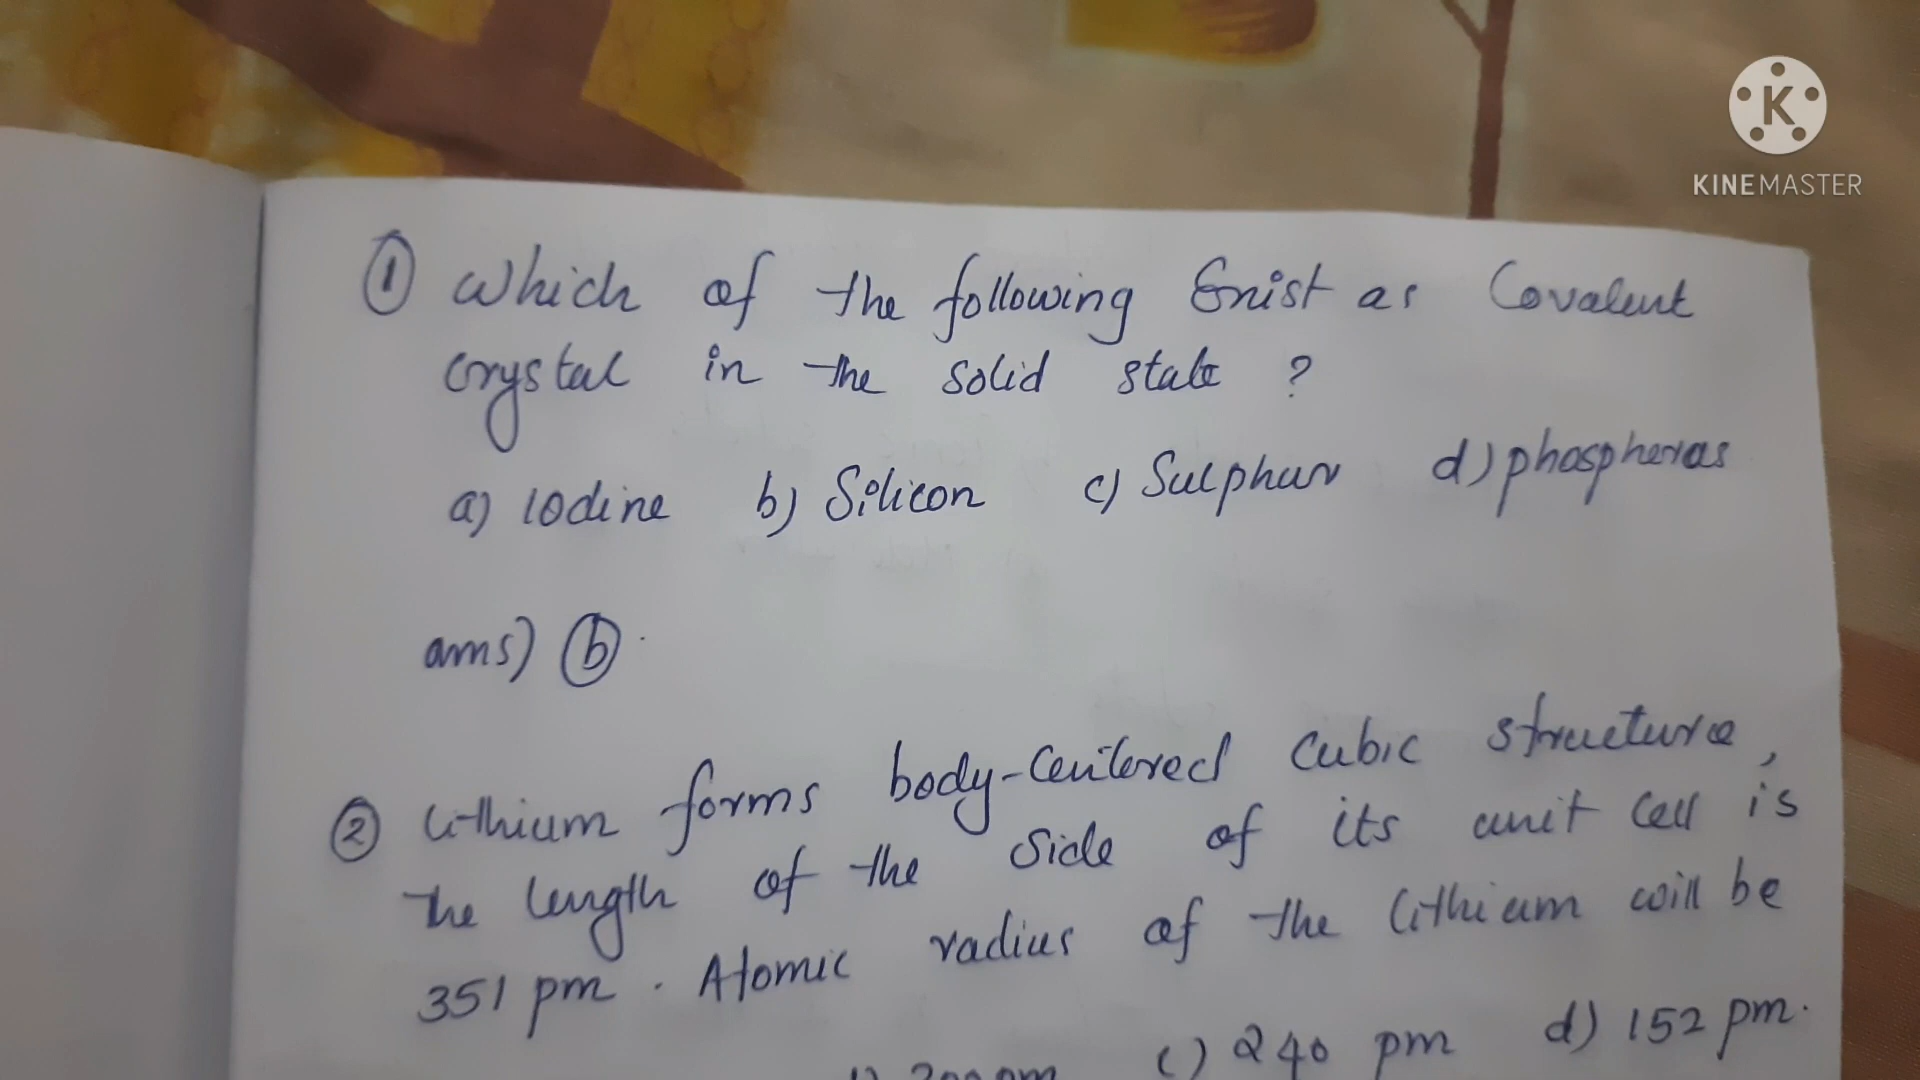 K
KINEMASTER
① Which of the following Exist as Covalent
crystal in the solid state ?
a) Iodine b) Silicon c) Sulphur d) phosphoras
ans) ⓑ.
② Lithium forms body-Centered Cubic structure,
the length of the side of its unit cell is
351 pm. Atomic radius of the Lithium will be
c) 240 pm d) 152 pm.